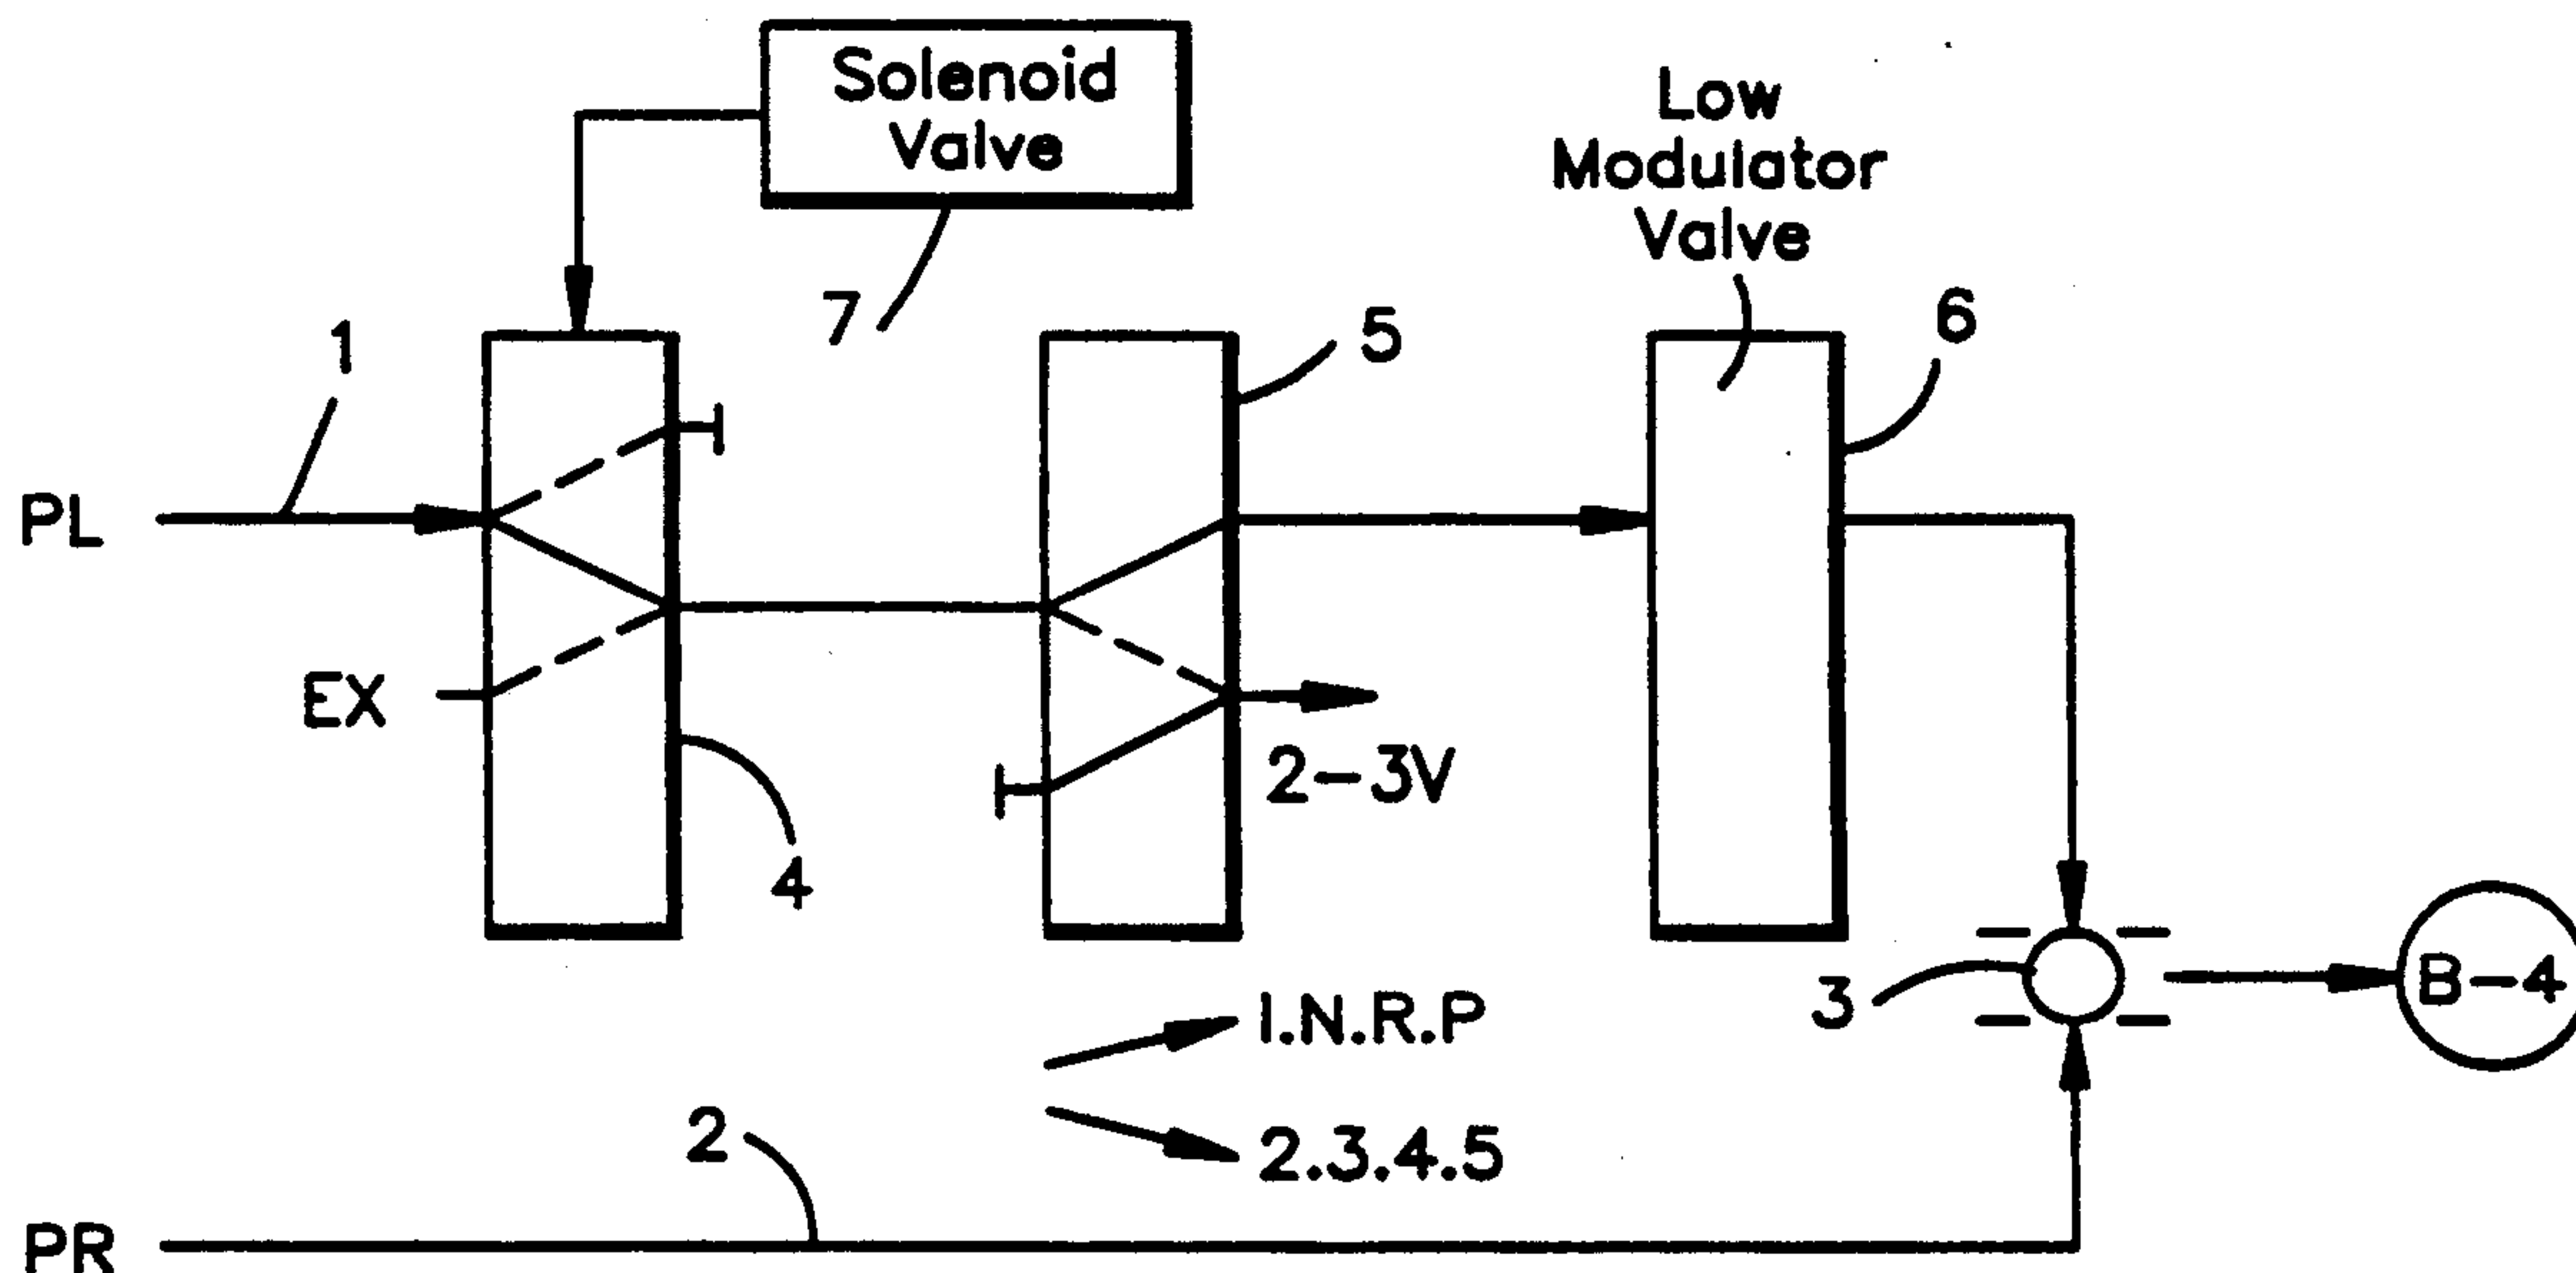 Solenoid
Valve
Low
Modulator
Valve
7
1
5
6
PL
EX
2-3V
4
3
B-4
I.N.R.P
2.3.4.5
2
PR